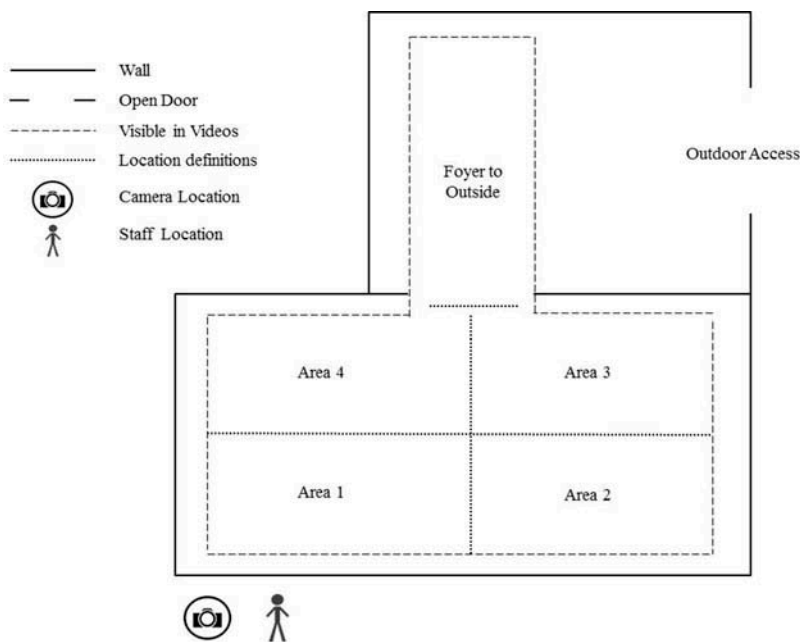 Wall
Open Door
Visible in Videos
Location definitions
Camera Location
Staff Location
Foyer to
Outside
Outdoor Access
Area 4
Area 3
Area 1
Area 2